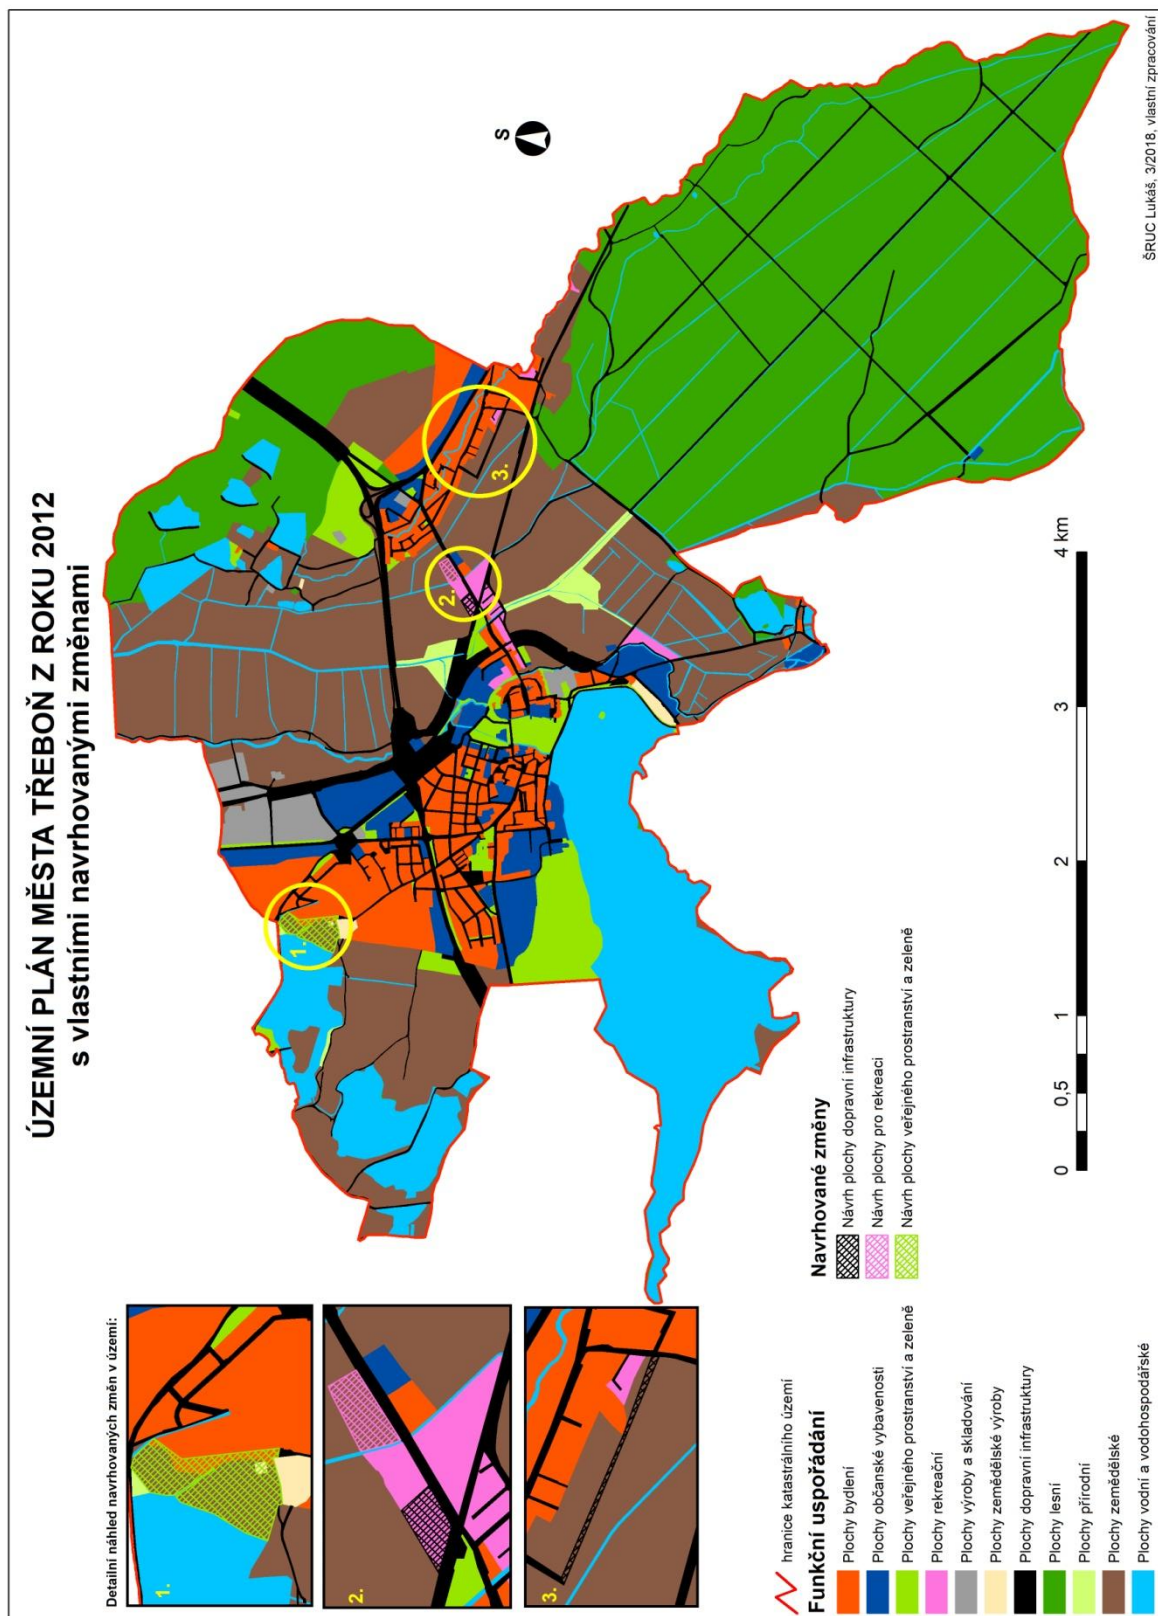 ÚZEMNÍ PLÁN MĚSTA TŘEBOŇ Z ROKU 2012
s vlastními navrhovanými změnami
Detailní náhled navrhovaných změn v území:
1.
2.
3.
S
1.
2.
3.
hranice katastrálního území
Funkční uspořádání
Plochy bydlení
Plochy občanské vybavenosti
Plochy veřejného prostranství a zeleně
Plochy rekreační
Plochy výroby a skladování
Plochy zemědělské výroby
Plochy dopravní infrastruktury
Plochy lesní
Plochy přírodní
Plochy zemědělské
Plochy vodní a vodohospodářské
Navrhované změny
Návrh plochy dopravní infrastruktury
Návrh plochy pro rekreaci
Návrh plochy veřejného prostranství a zeleně
0 0,5 1 2 3 4 km
ŠRUC Lukáš, 3/2018, vlastní zpracování